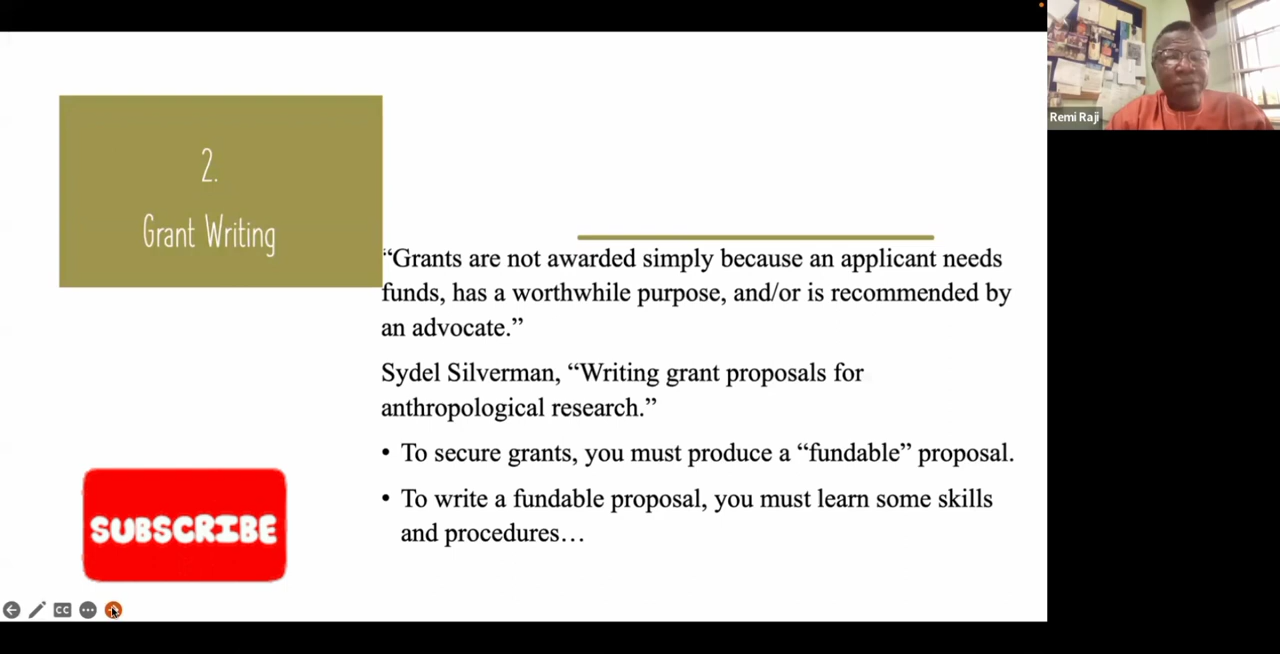 2.
Grant Writing
“Grants are not awarded simply because an applicant needs
funds, has a worthwhile purpose, and/or is recommended by
an advocate.”
Sydel Silverman, “Writing grant proposals for
anthropological research.”
• To secure grants, you must produce a “fundable” proposal.
• To write a fundable proposal, you must learn some skills
and procedures…
SUBSCRIBE
CC
Remi Raji